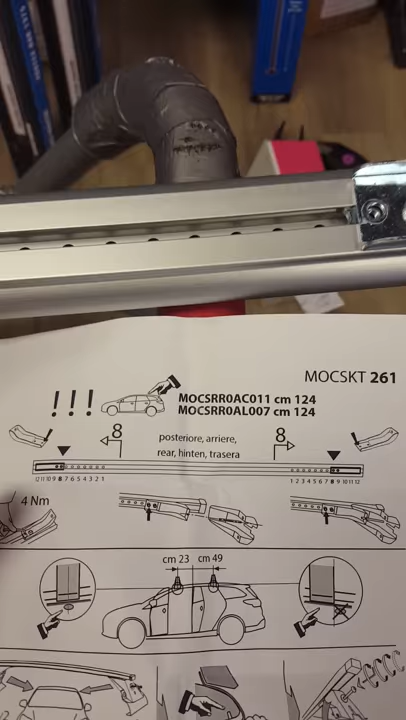 MOCSKT 261
! ! !
MOCSRR0AC011 cm 124
MOCSRR0AL007 cm 124
8
posteriore, arriere,
rear, hinten, trasera
8
12 11 10 9 8 7 6 5 4 3 2 1
1 2 3 4 5 6 7 8 9 10 11 12
4 Nm
cm 23
cm 49